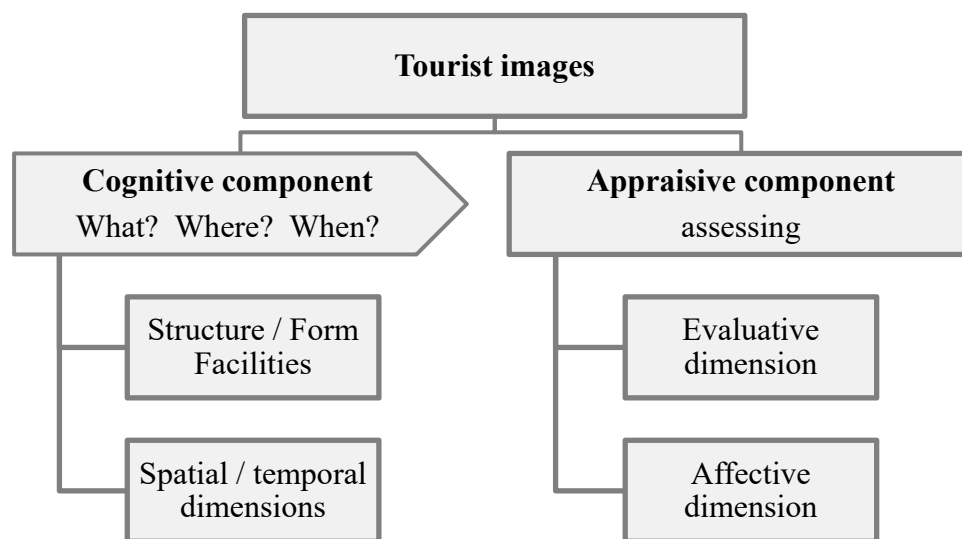 Tourist images
Cognitive component
What? Where? When?
Structure / Form
Facilities
Spatial / temporal
dimensions
Appraisive component
assessing
Evaluative
dimension
Affective
dimension